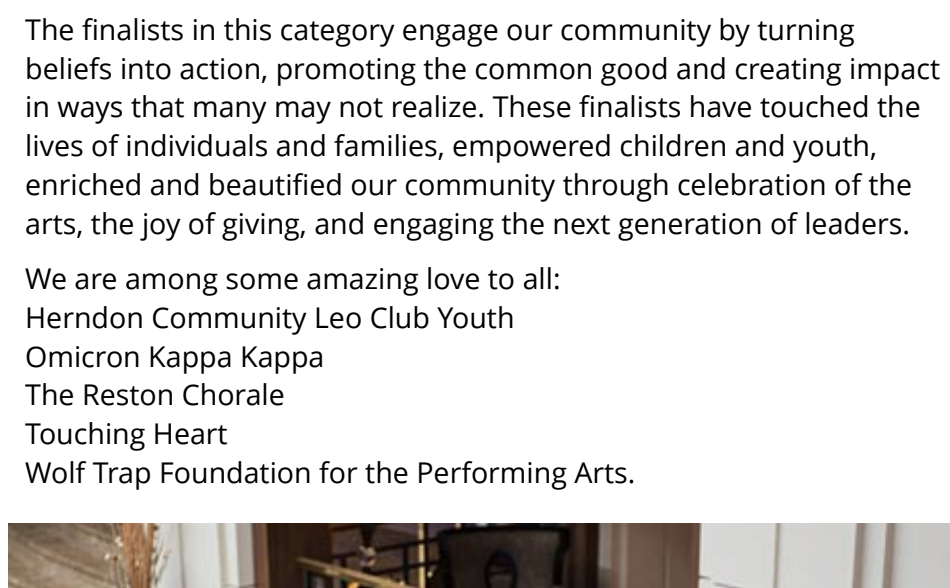 The finalists in this category engage our community by turning
beliefs into action, promoting the common good and creating impact
in ways that many may not realize. These finalists have touched the
lives of individuals and families, empowered children and youth,
enriched and beautified our community through celebration of the
arts, the joy of giving, and engaging the next generation of leaders.
We are among some amazing love to all:
Herndon Community Leo Club Youth
Omicron Kappa Kappa
The Reston Chorale
Touching Heart
Wolf Trap Foundation for the Performing Arts.